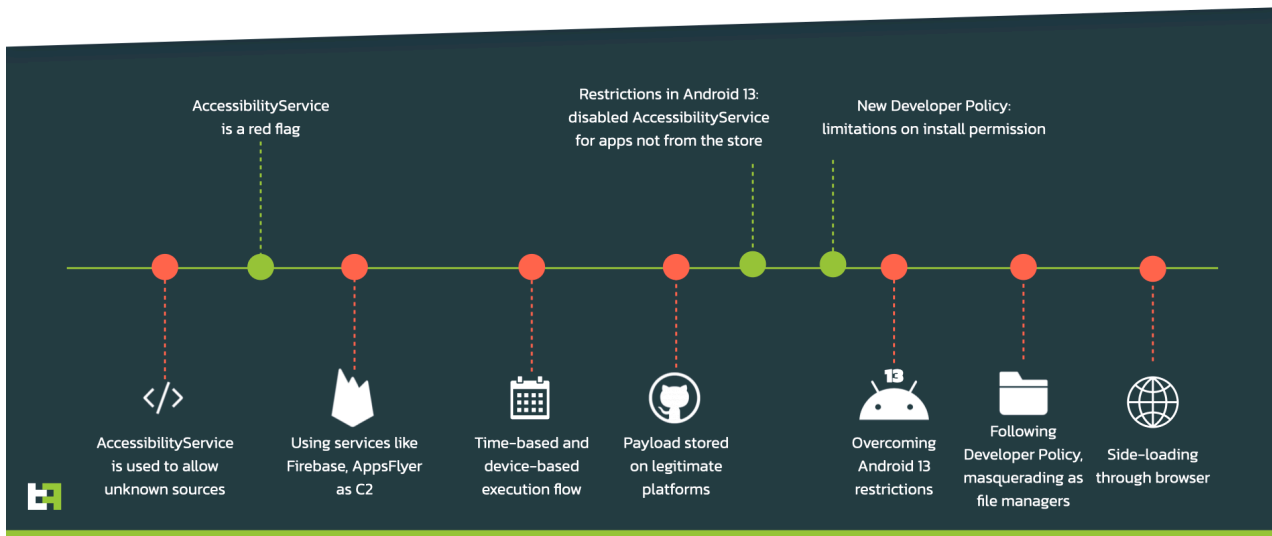 AccessibilityService
is a red flag
Restrictions in Android 13:
disabled AccessibilityService
for apps not from the store
New Developer Policy:
limitations on install permission
</>
AccessibilityService
is used to allow
unknown sources
Using services like
Firebase, AppsFlyer
as C2
Time-based and
device-based
execution flow
Payload stored
on legitimate
platforms
13
Overcoming
Android 13
restrictions
Following
Developer Policy,
masquerading as
file managers
Side-loading
through browser